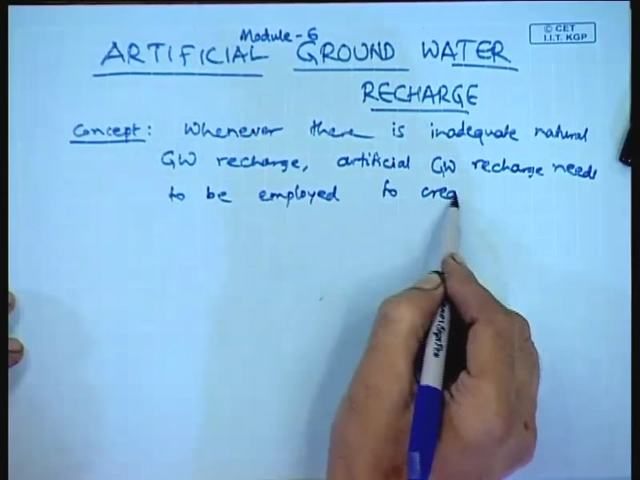 Module - 6
© CET
I.I.T. KGP
ARTIFICIAL GROUND WATER
RECHARGE
Concept: Whenever there is inadequate natural
GW recharge, artificial GW recharge needs
to be employed to crea